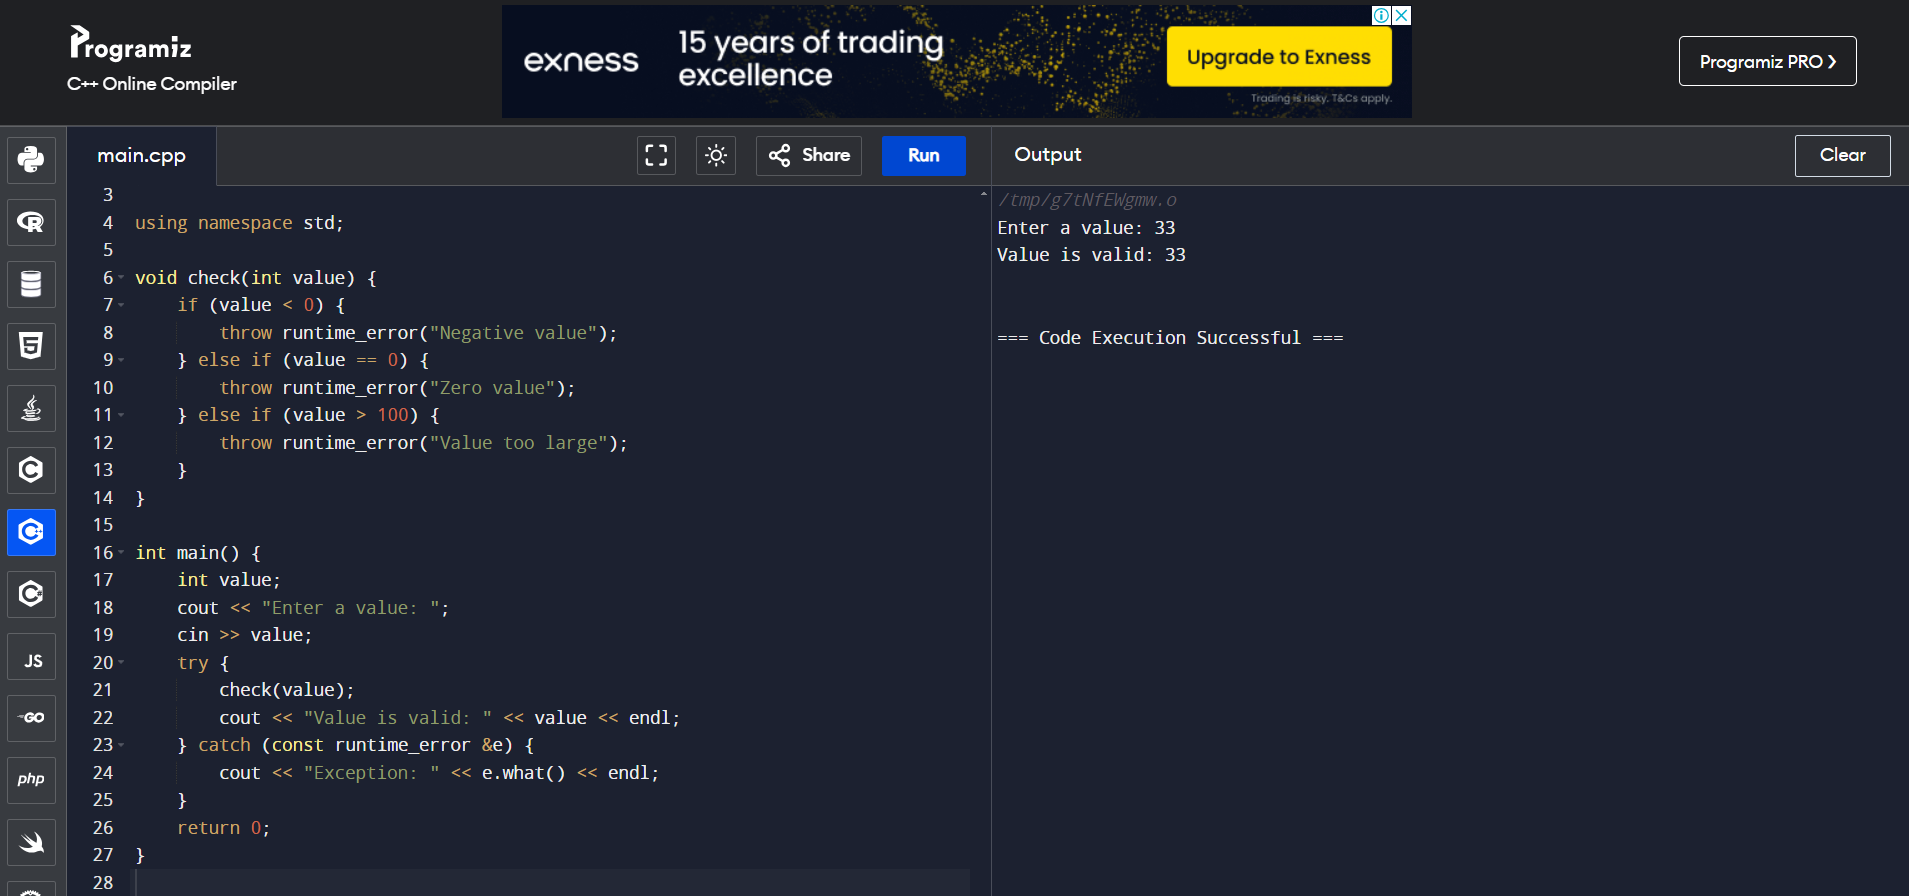 Programiz
C++ Online Compiler
exness
15 years of trading
excellence
Upgrade to Exness
Trading is risky. T&Cs apply.
Programiz PRO ›
main.cpp
Share
Run
Output
Clear
3
4 using namespace std;
5
6 void check(int value) {
7     if (value < 0) {
8         throw runtime_error("Negative value");
9     } else if (value == 0) {
10         throw runtime_error("Zero value");
11     } else if (value > 100) {
12         throw runtime_error("Value too large");
13     }
14 }
15
16 int main() {
17     int value;
18     cout << "Enter a value: ";
19     cin >> value;
20     try {
21         check(value);
22         cout << "Value is valid: " << value << endl;
23     } catch (const runtime_error &e) {
24         cout << "Exception: " << e.what() << endl;
25     }
26     return 0;
27 }
28
/tmp/g7tNfEWgmw.o
Enter a value: 33
Value is valid: 33
=== Code Execution Successful ===
R
5
C
C++
C#
JS
GO
php